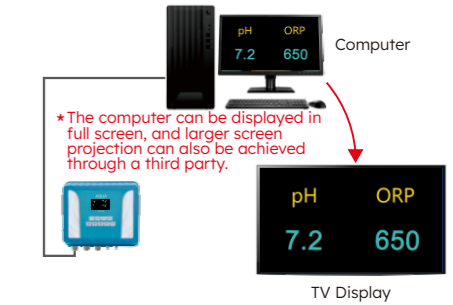 pH ORP
7.2 650
Computer
* The computer can be displayed in
full screen, and larger screen
projection can also be achieved
through a third party.
pH ORP
7.2 650
TV Display